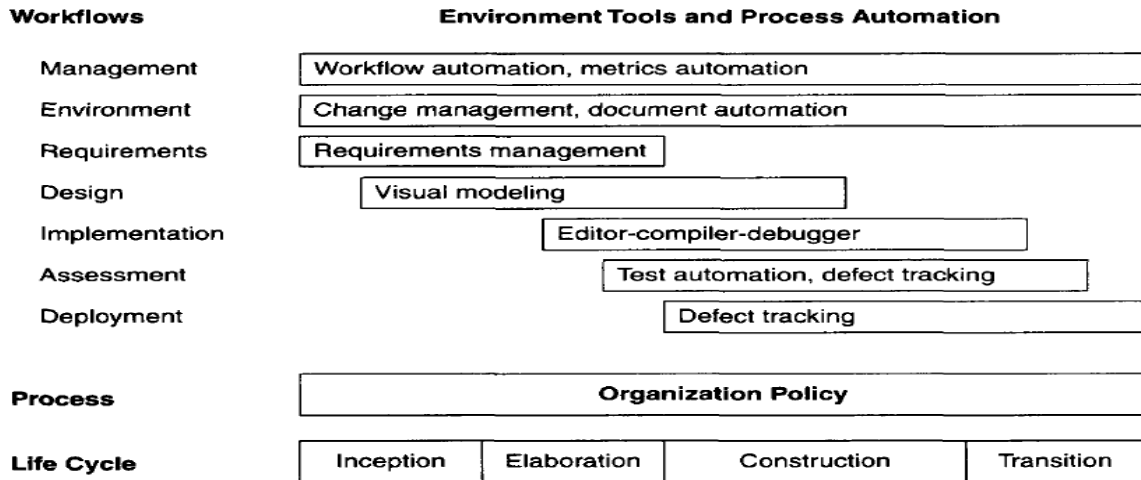 Workflows Environment Tools and Process Automation
Management Workflow automation, metrics automation
Environment Change management, document automation
Requirements Requirements management
Design Visual modeling
Implementation Editor-compiler-debugger
Assessment Test automation, defect tracking
Deployment Defect tracking
Process Organization Policy
Life Cycle Inception Elaboration Construction Transition